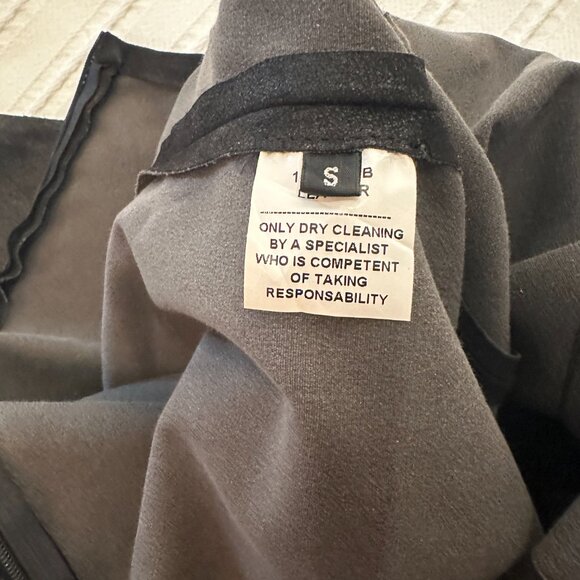 S
ONLY DRY CLEANING
BY A SPECIALIST
WHO IS COMPETENT
OF TAKING
RESPONSABILITY